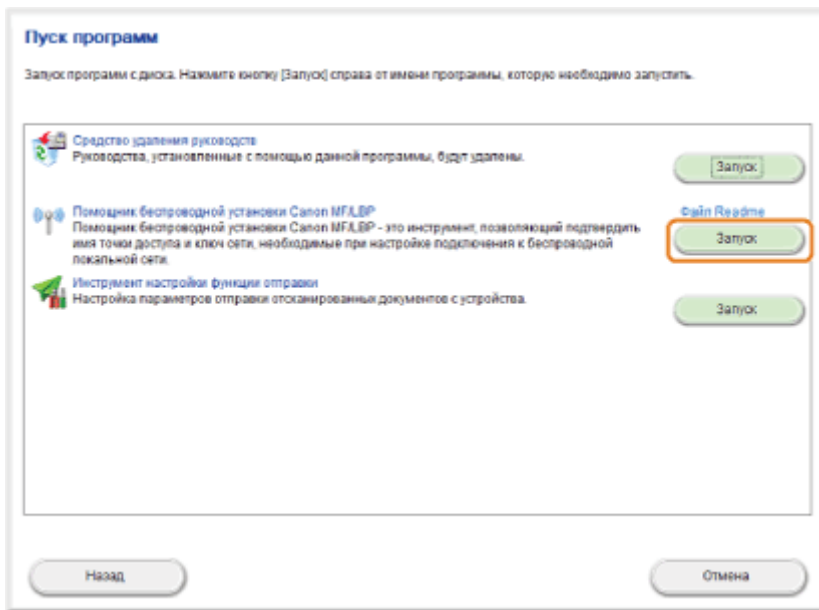 Пуск программ
Запуск программ с диска. Нажмите кнопку [Запуск] справа от имени программы, которую необходимо запустить.
Средство удаления руководств
Руководства, установленные с помощью данной программы, будут удалены.
Запуск
Помощник беспроводной установки Canon MF/LBP
Файл Readme
Помощник беспроводной установки Canon MF/LBP - это инструмент, позволяющий подтвердить
имя точки доступа и ключ сети, необходимые при настройке подключения к беспроводной
локальной сети.
Запуск
Инструмент настройки функции отправки
Настройка параметров отправки отсканированных документов с устройства.
Запуск
Назад
Отмена